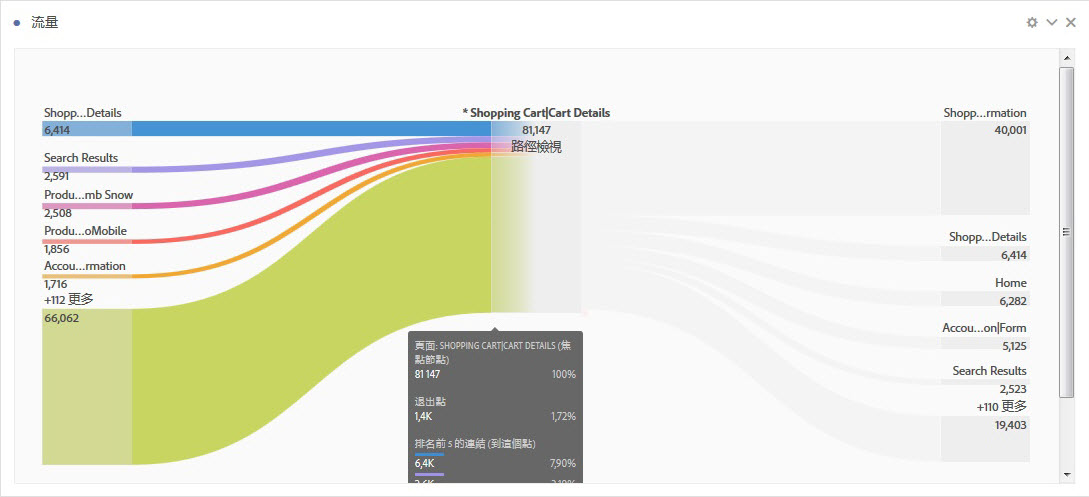 流量
Shopp...Details
6,414
Search Results
2,591
Produ...mb Snow
2,508
Produ...oMobile
1,856
Accou...rmation
1,716
+112 更多
66,062
* Shopping Cart|Cart Details
81,147
路徑檢視
Shopp...rmation
40,001
Shopp...Details
6,414
Home
6,282
Accou...on|Form
5,125
Search Results
2,523
+110 更多
19,403
頁面: SHOPPING CART|CART DETAILS (焦
點節點)
81147 100%
退出點
1,4K 1,72%
排名前 5 的連結 (到這個點)
6,4K 7,90%